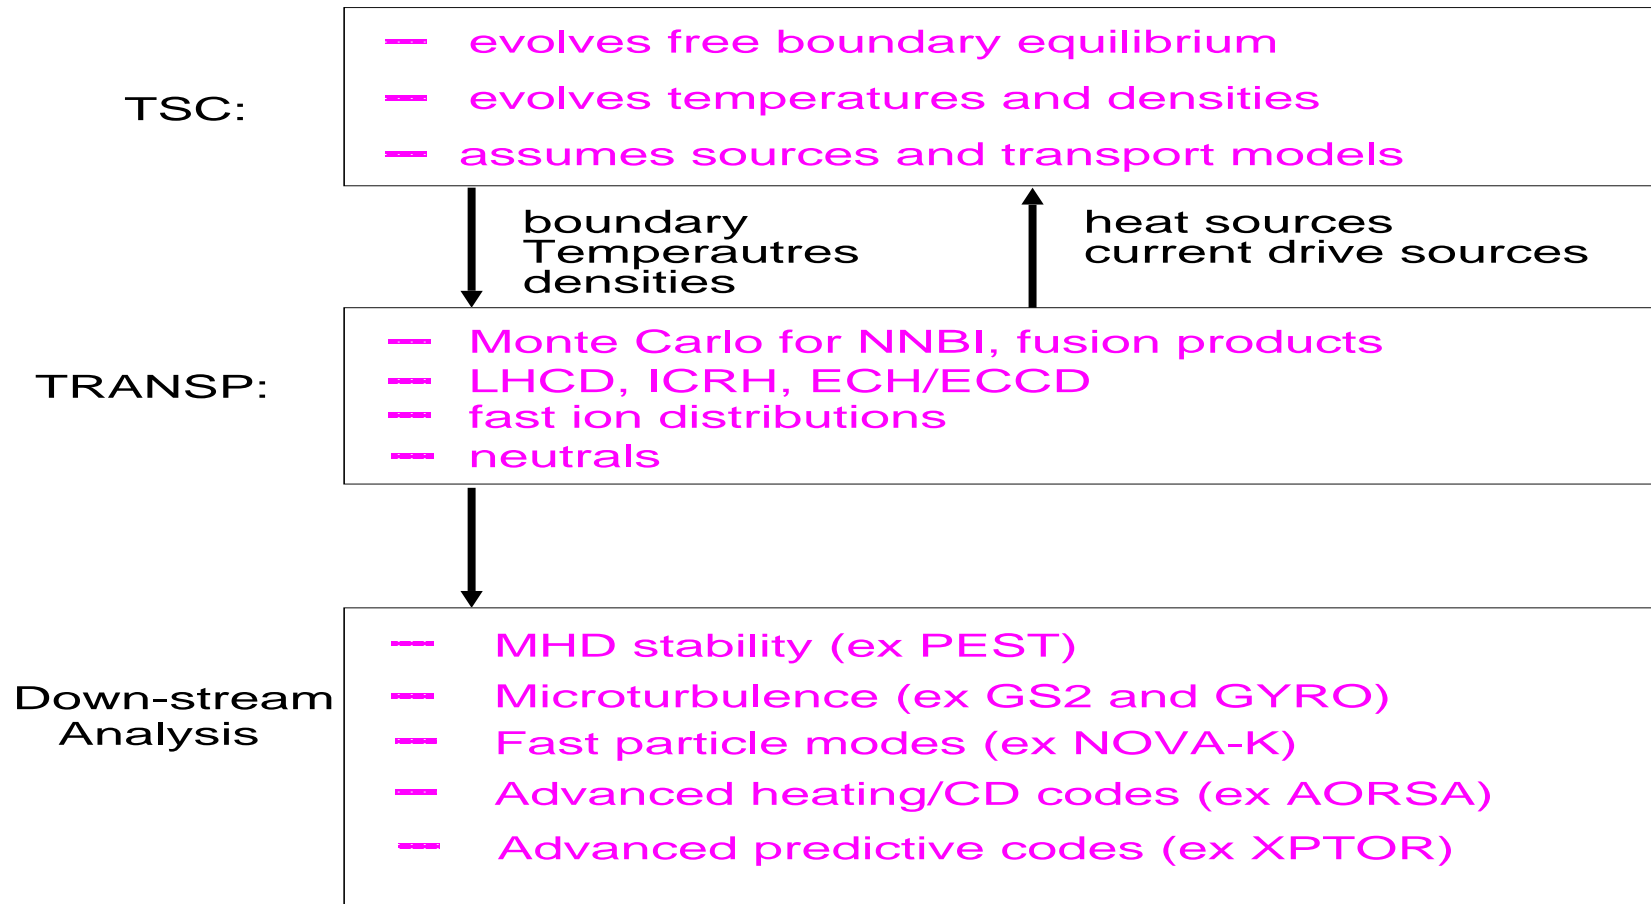 TSC:
— evolves free boundary equilibrium
— evolves temperatures and densities
— assumes sources and transport models
boundary
Temperautres
densities
heat sources
current drive sources
TRANSP:
— Monte Carlo for NNBI, fusion products
— LHCD, ICRH, ECH/ECCD
— fast ion distributions
— neutrals
Down-stream
Analysis
— MHD stability (ex PEST)
— Microturbulence (ex GS2 and GYRO)
— Fast particle modes (ex NOVA-K)
— Advanced heating/CD codes (ex AORSA)
— Advanced predictive codes (ex XPTOR)